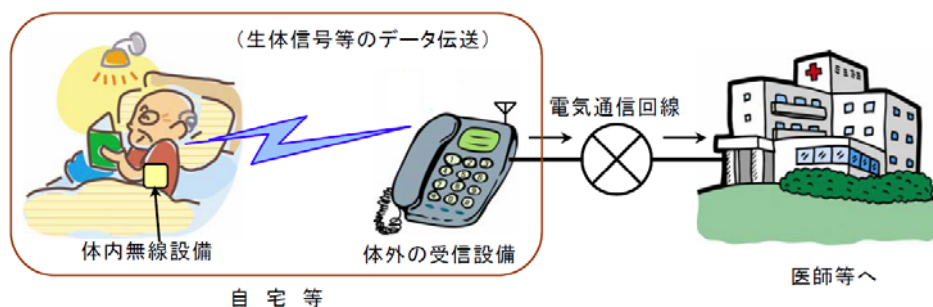 （生体信号等のデータ伝送）
電気通信回線
体内無線設備
体外の受信設備
医師等へ
自 宅 等